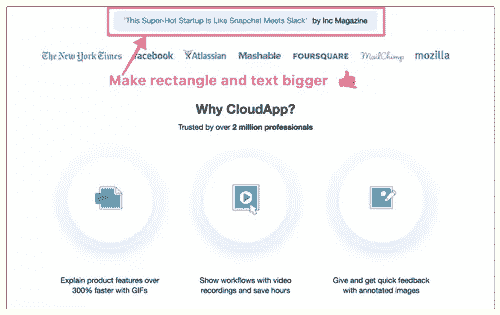 'This Super-Hot Startup Is Like Snapchat Meets Slack' by Inc Magazine
The New York Times facebook Atlassian Mashable FOURSQUARE MailChimp mozilla
Make rectangle and text bigger
Why CloudApp?
Trusted by over 2 million professionals
Explain product features over
300% faster with GIFs
Show workflows with video
recordings and save hours
Give and get quick feedback
with annotated images